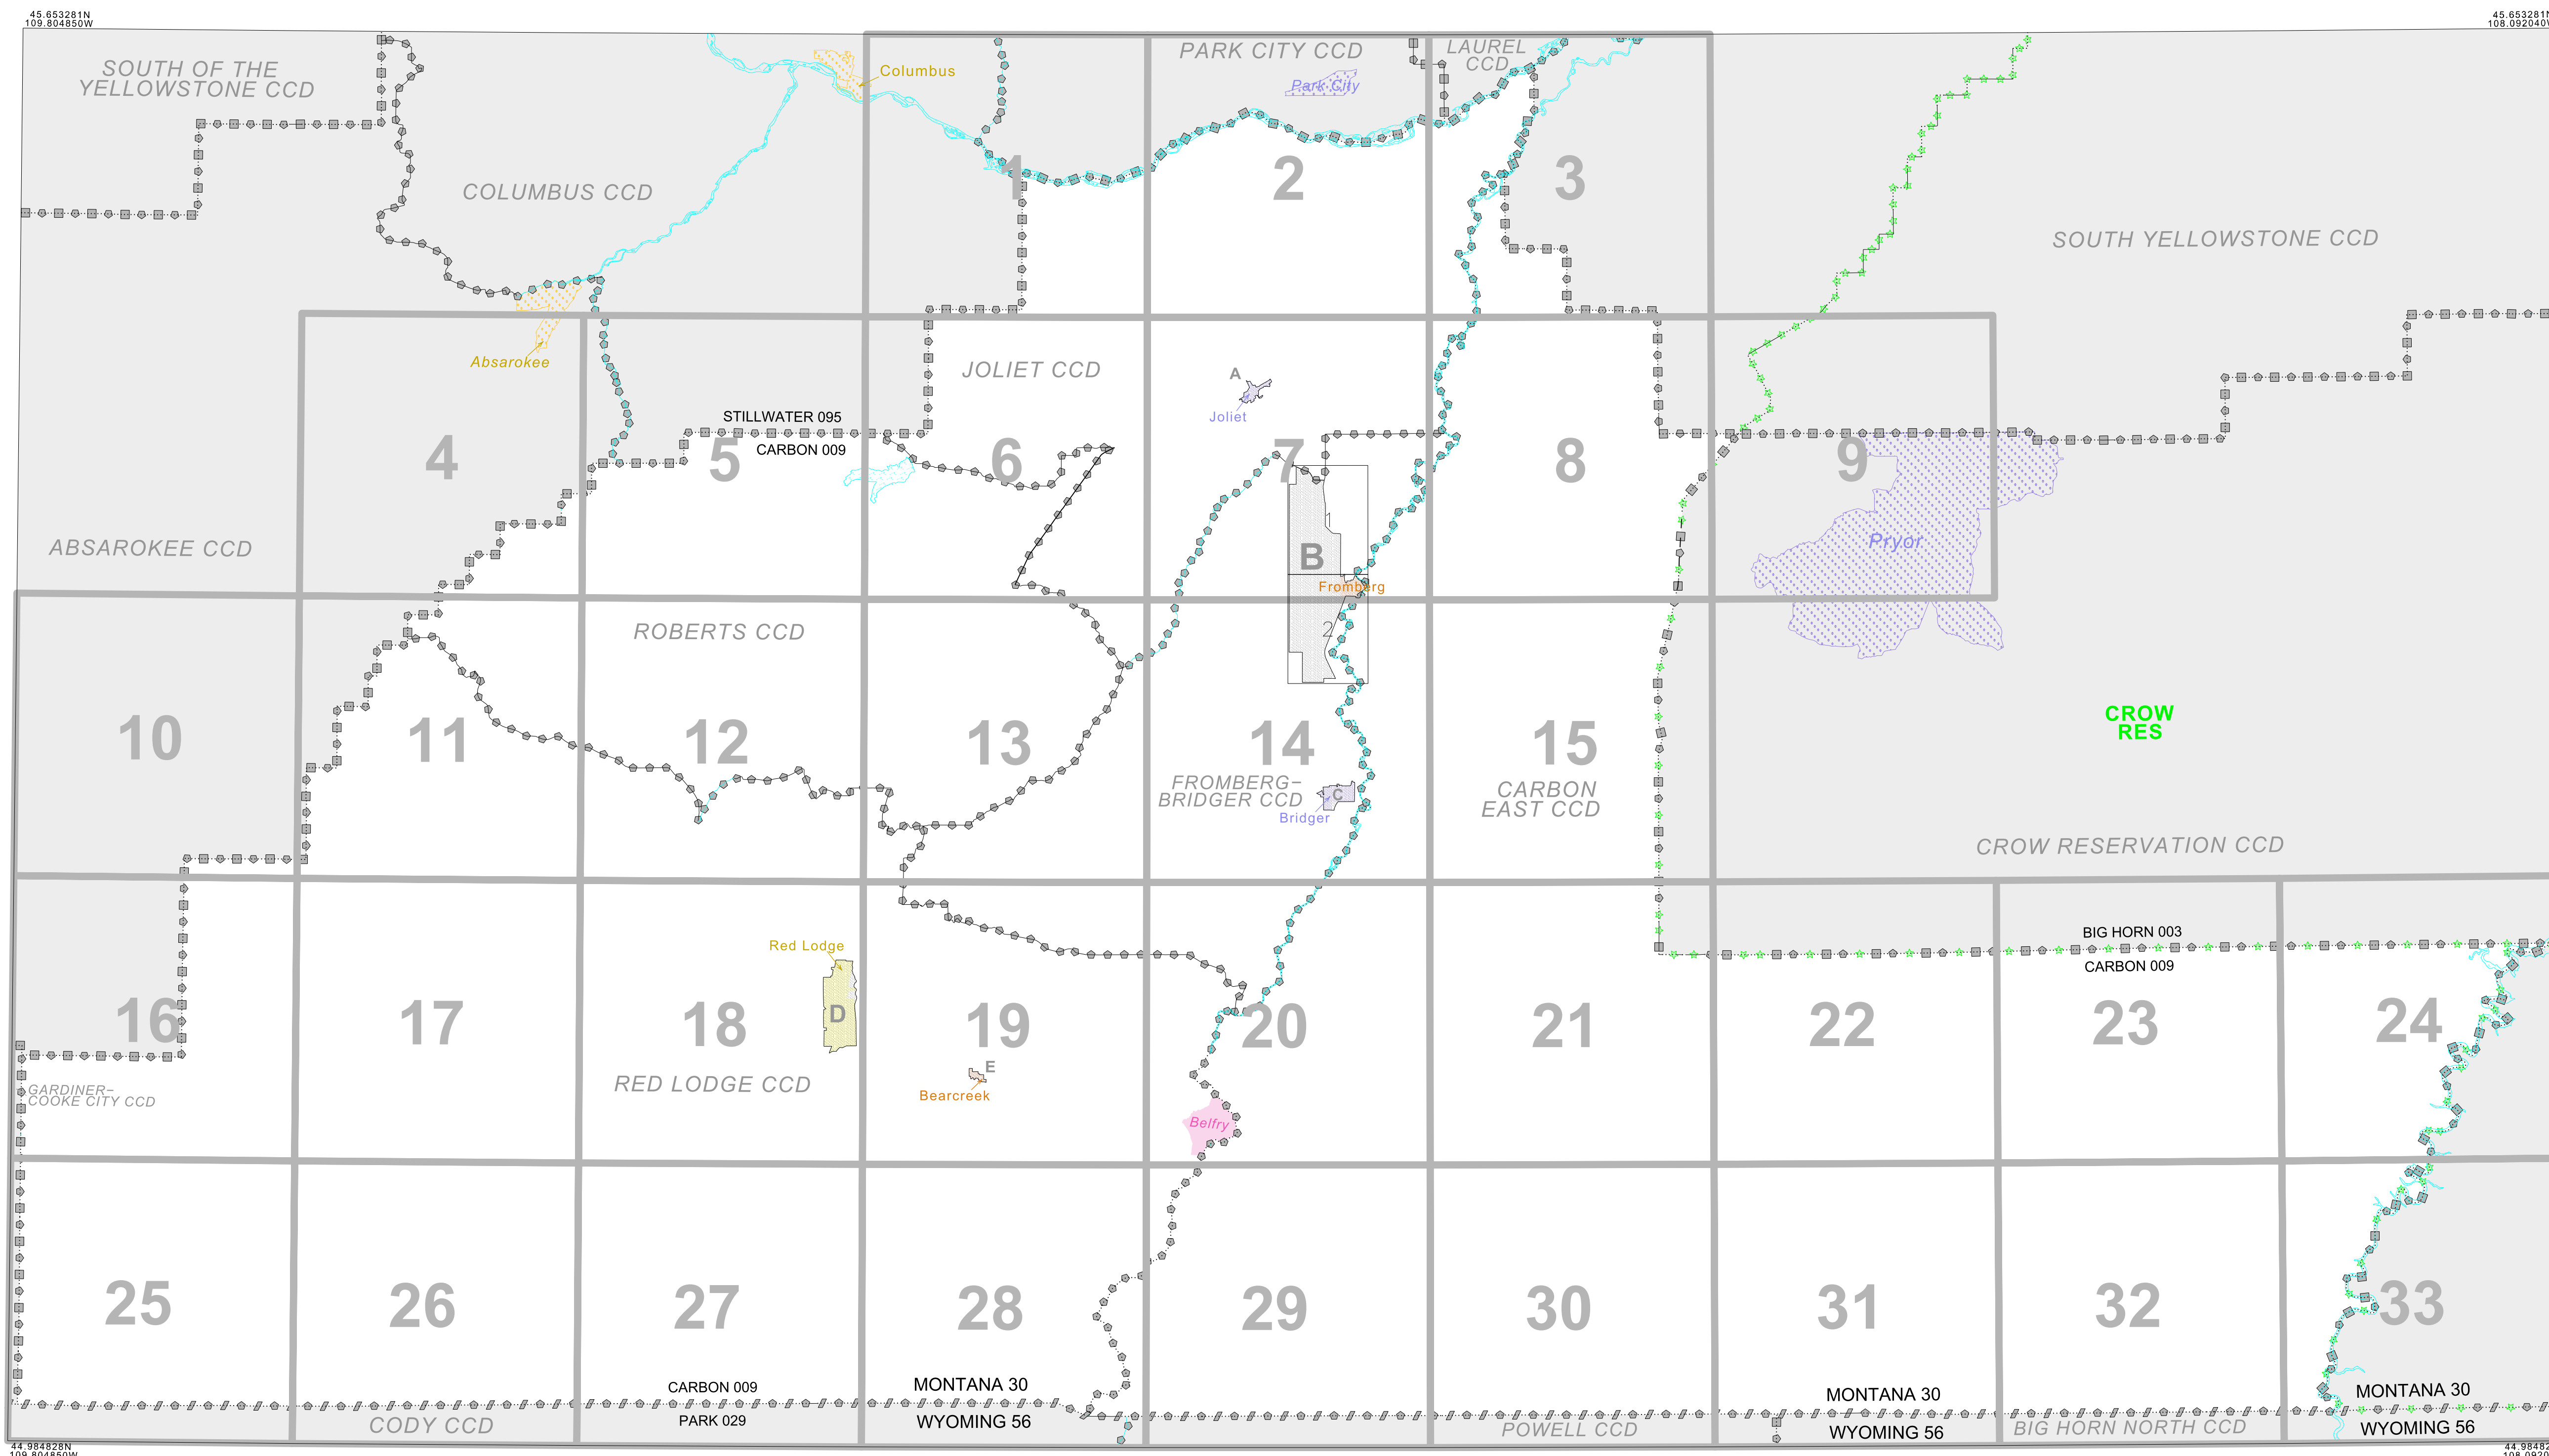 45.653281N
109.804850W
45.653281N
108.092040W
SOUTH OF THE
YELLOWSTONE CCD
Columbus
PARK CITY CCD
LAUREL
CCD
Park City
COLUMBUS CCD
1
2
3
SOUTH YELLOWSTONE CCD
Absarokee
JOLIET CCD
A
Joliet
STILLWATER 095
CARBON 009
4
5
6
7
8
9
ABSAROKEE CCD
1
B
Pryor
Fromberg
2
ROBERTS CCD
CROW
RES
10
11
12
13
14
15
FROMBERG-
BRIDGER CCD
C
Bridger
CARBON
EAST CCD
CROW RESERVATION CCD
Red Lodge
BIG HORN 003
CARBON 009
16
17
18
D
19
20
21
22
23
24
GARDINER-
COOKE CITY CCD
RED LODGE CCD
E
Bearcreek
Belfry
25
26
27
28
29
30
31
32
33
CARBON 009
PARK 029
MONTANA 30
WYOMING 56
MONTANA 30
WYOMING 56
MONTANA 30
WYOMING 56
CODY CCD
POWELL CCD
BIG HORN NORTH CCD
44.984828N
109.804850W